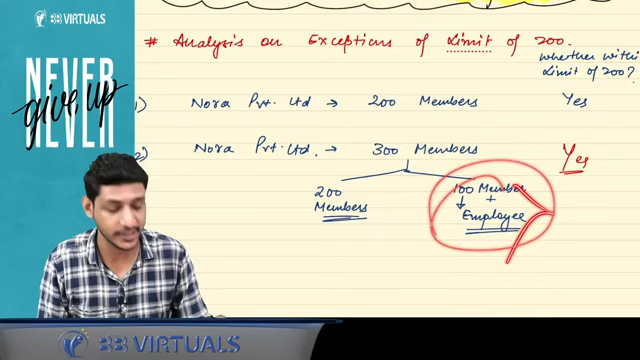 BB VIRTUALS
# Analysis on Exceptions of Limit of 200.
whether within
Limit of 200?
1) Nora Pvt. Ltd → 200 Members Yes
2) Nora Pvt. Ltd. → 300 Members Yes
200 Members
100 Member
+
Employee
NEVER
give up
NEVER
BB VIRTUALS